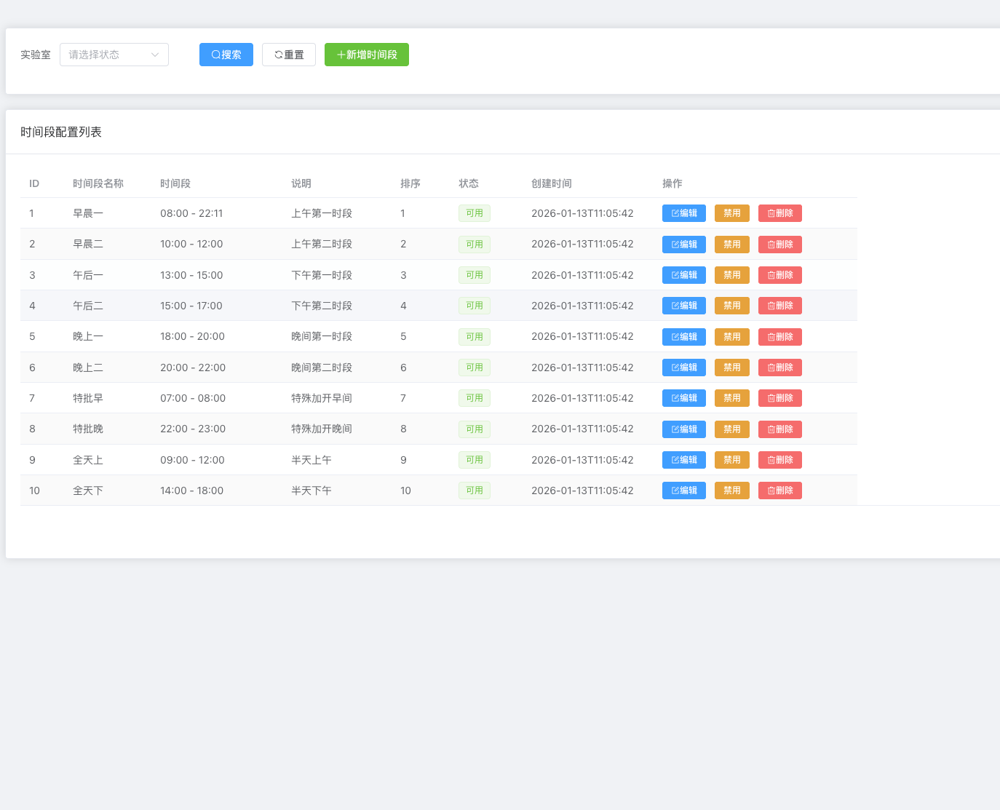 实验室 请选择状态 搜索 重置 新增时间段
时间段配置列表
ID 时间段名称 时间段 说明 排序 状态 创建时间 操作
1 早晨一 08:00 - 22:11 上午第一时段 1 可用 2026-01-13T11:05:42 编辑 禁用 删除
2 早晨二 10:00 - 12:00 上午第二时段 2 可用 2026-01-13T11:05:42 编辑 禁用 删除
3 午后一 13:00 - 15:00 下午第一时段 3 可用 2026-01-13T11:05:42 编辑 禁用 删除
4 午后二 15:00 - 17:00 下午第二时段 4 可用 2026-01-13T11:05:42 编辑 禁用 删除
5 晚上一 18:00 - 20:00 晚间第一时段 5 可用 2026-01-13T11:05:42 编辑 禁用 删除
6 晚上二 20:00 - 22:00 晚间第二时段 6 可用 2026-01-13T11:05:42 编辑 禁用 删除
7 特批早 07:00 - 08:00 特殊加开早间 7 可用 2026-01-13T11:05:42 编辑 禁用 删除
8 特批晚 22:00 - 23:00 特殊加开晚间 8 可用 2026-01-13T11:05:42 编辑 禁用 删除
9 全天上 09:00 - 12:00 半天上午 9 可用 2026-01-13T11:05:42 编辑 禁用 删除
10 全天下 14:00 - 18:00 半天下午 10 可用 2026-01-13T11:05:42 编辑 禁用 删除